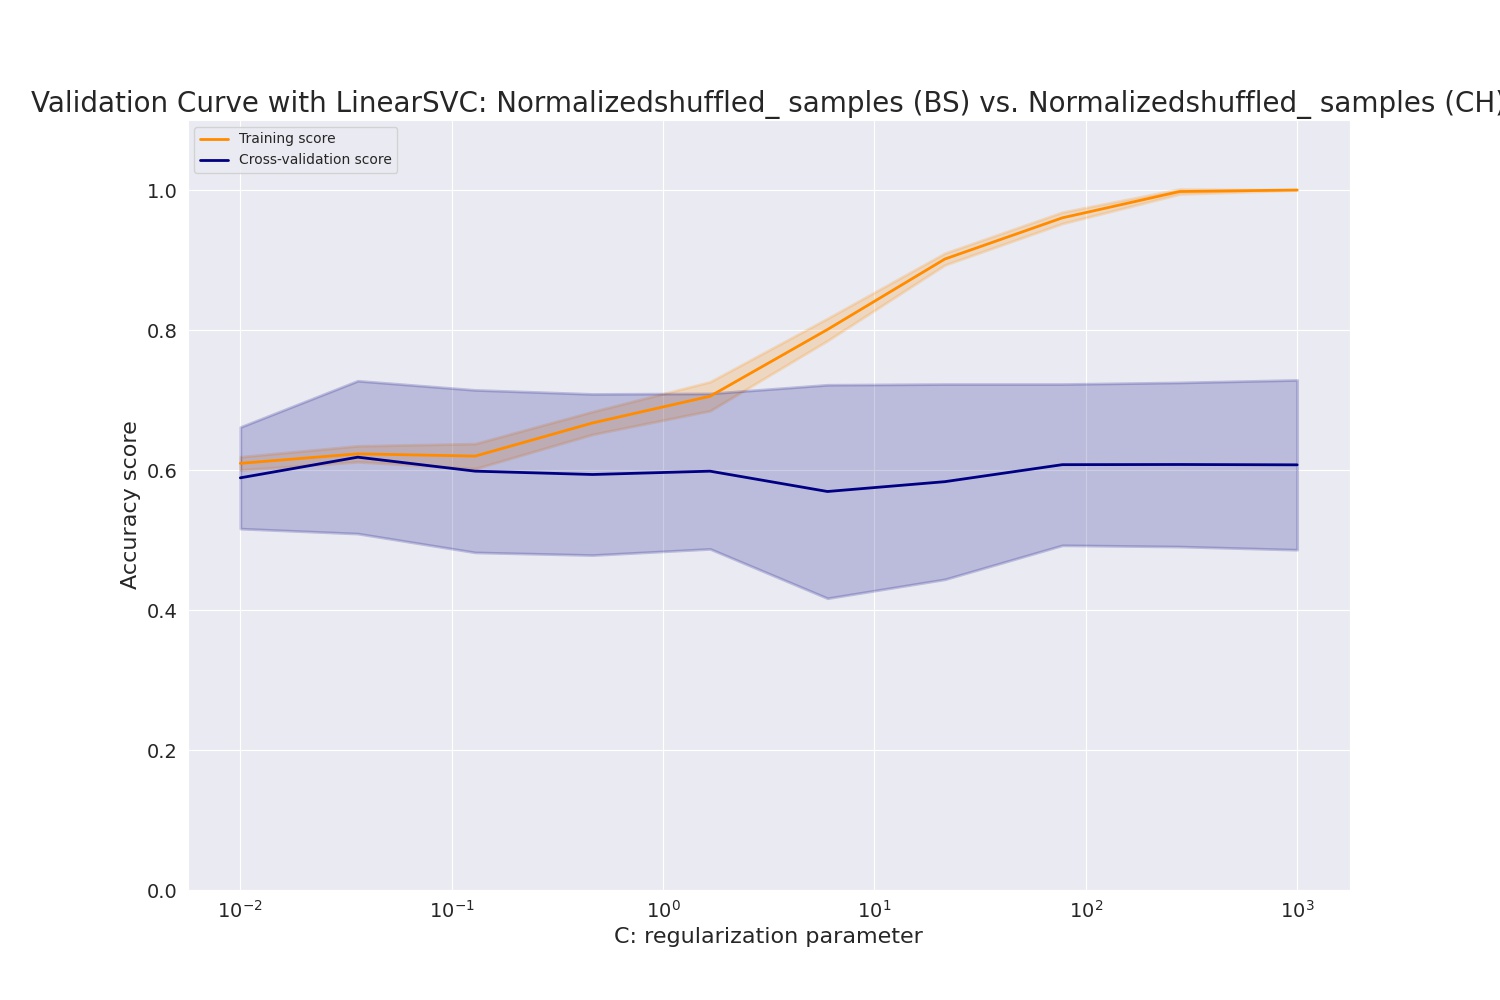 Validation Curve with LinearSVC: Normalizedshuffled_ samples (BS) vs. Normalizedshuffled_ samples (CH)
Training score
Cross-validation score
1.0
0.8
0.6
0.4
0.2
0.0
Accuracy score
10⁻² 10⁻¹ 10⁰ 10¹ 10² 10³
C: regularization parameter